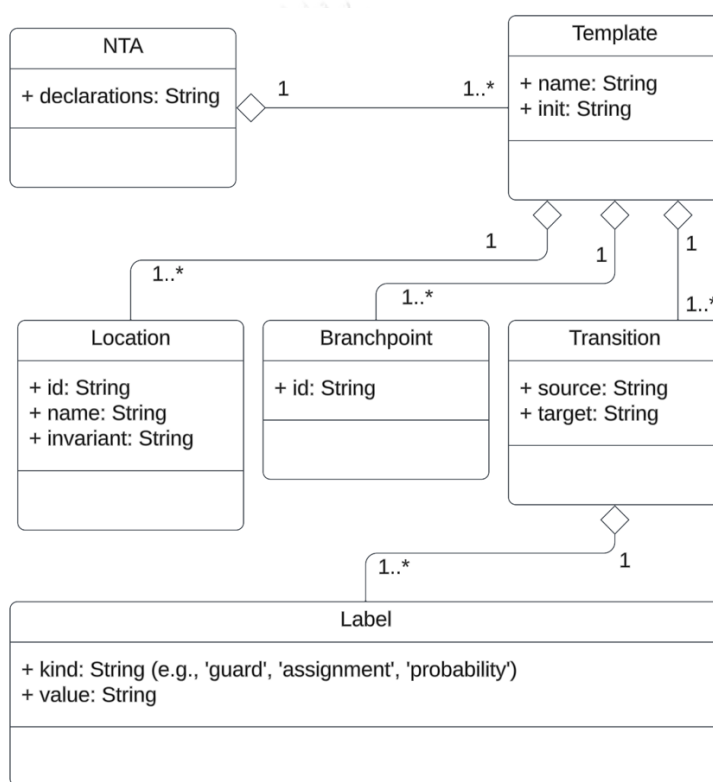 NTA
+ declarations: String
1
1..*
Template
+ name: String
+ init: String
1
1..*
1
1..*
1
1..*
Location
+ id: String
+ name: String
+ invariant: String
Branchpoint
+ id: String
Transition
+ source: String
+ target: String
1..*
1
Label
+ kind: String (e.g., 'guard', 'assignment', 'probability')
+ value: String